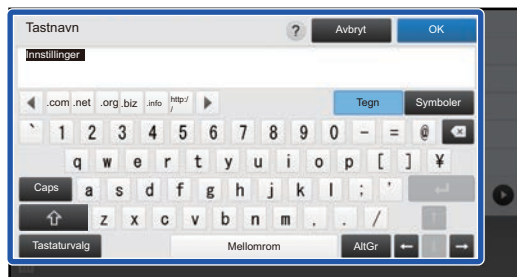 Tastnavn ? Avbryt OK
Innstillinger
.com .net .org .biz .info http:/
/
Tegn Symboler
` 1 2 3 4 5 6 7 8 9 0 - = @
q w e r t y u i o p [ ] ¥
Caps a s d f g h j k l ; '
z x c v b n m , . /
Tastaturvalg Mellomrom AltGr